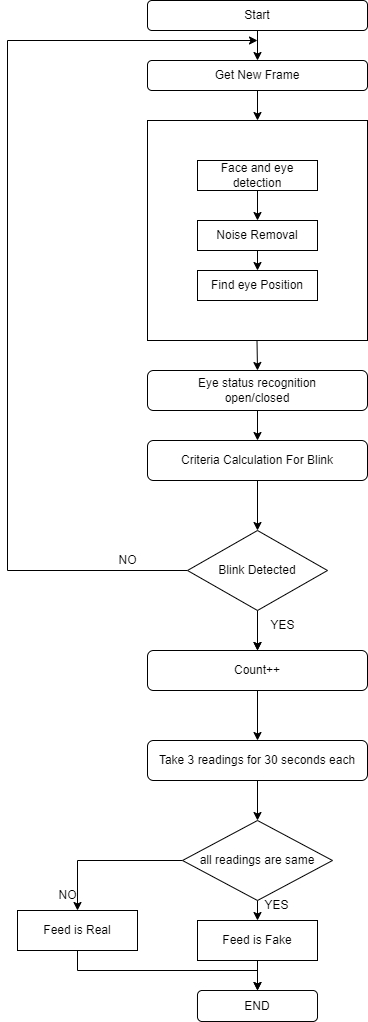 Start
Get New Frame
Face and eye
detection
Noise Removal
Find eye Position
Eye status recognition
open/closed
Criteria Calculation For Blink
NO
Blink Detected
YES
Count++
Take 3 readings for 30 seconds each
all readings are same
NO
YES
Feed is Real
Feed is Fake
END